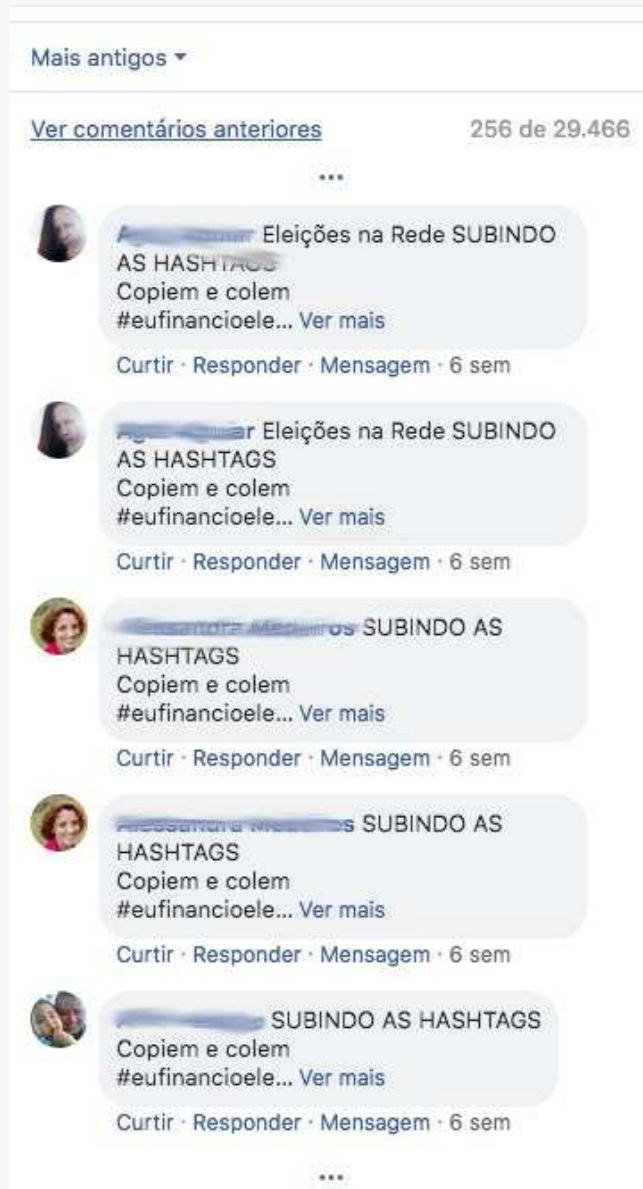 Mais antigos
Ver comentários anteriores 256 de 29.466
...
Eleições na Rede SUBINDO
AS HASHTAGS
Copiem e colem
#eufinancioele... Ver mais
Curtir · Responder · Mensagem · 6 sem
Eleições na Rede SUBINDO
AS HASHTAGS
Copiem e colem
#eufinancioele... Ver mais
Curtir · Responder · Mensagem · 6 sem
SUBINDO AS
HASHTAGS
Copiem e colem
#eufinancioele... Ver mais
Curtir · Responder · Mensagem · 6 sem
SUBINDO AS
HASHTAGS
Copiem e colem
#eufinancioele... Ver mais
Curtir · Responder · Mensagem · 6 sem
SUBINDO AS HASHTAGS
Copiem e colem
#eufinancioele... Ver mais
Curtir · Responder · Mensagem · 6 sem
...